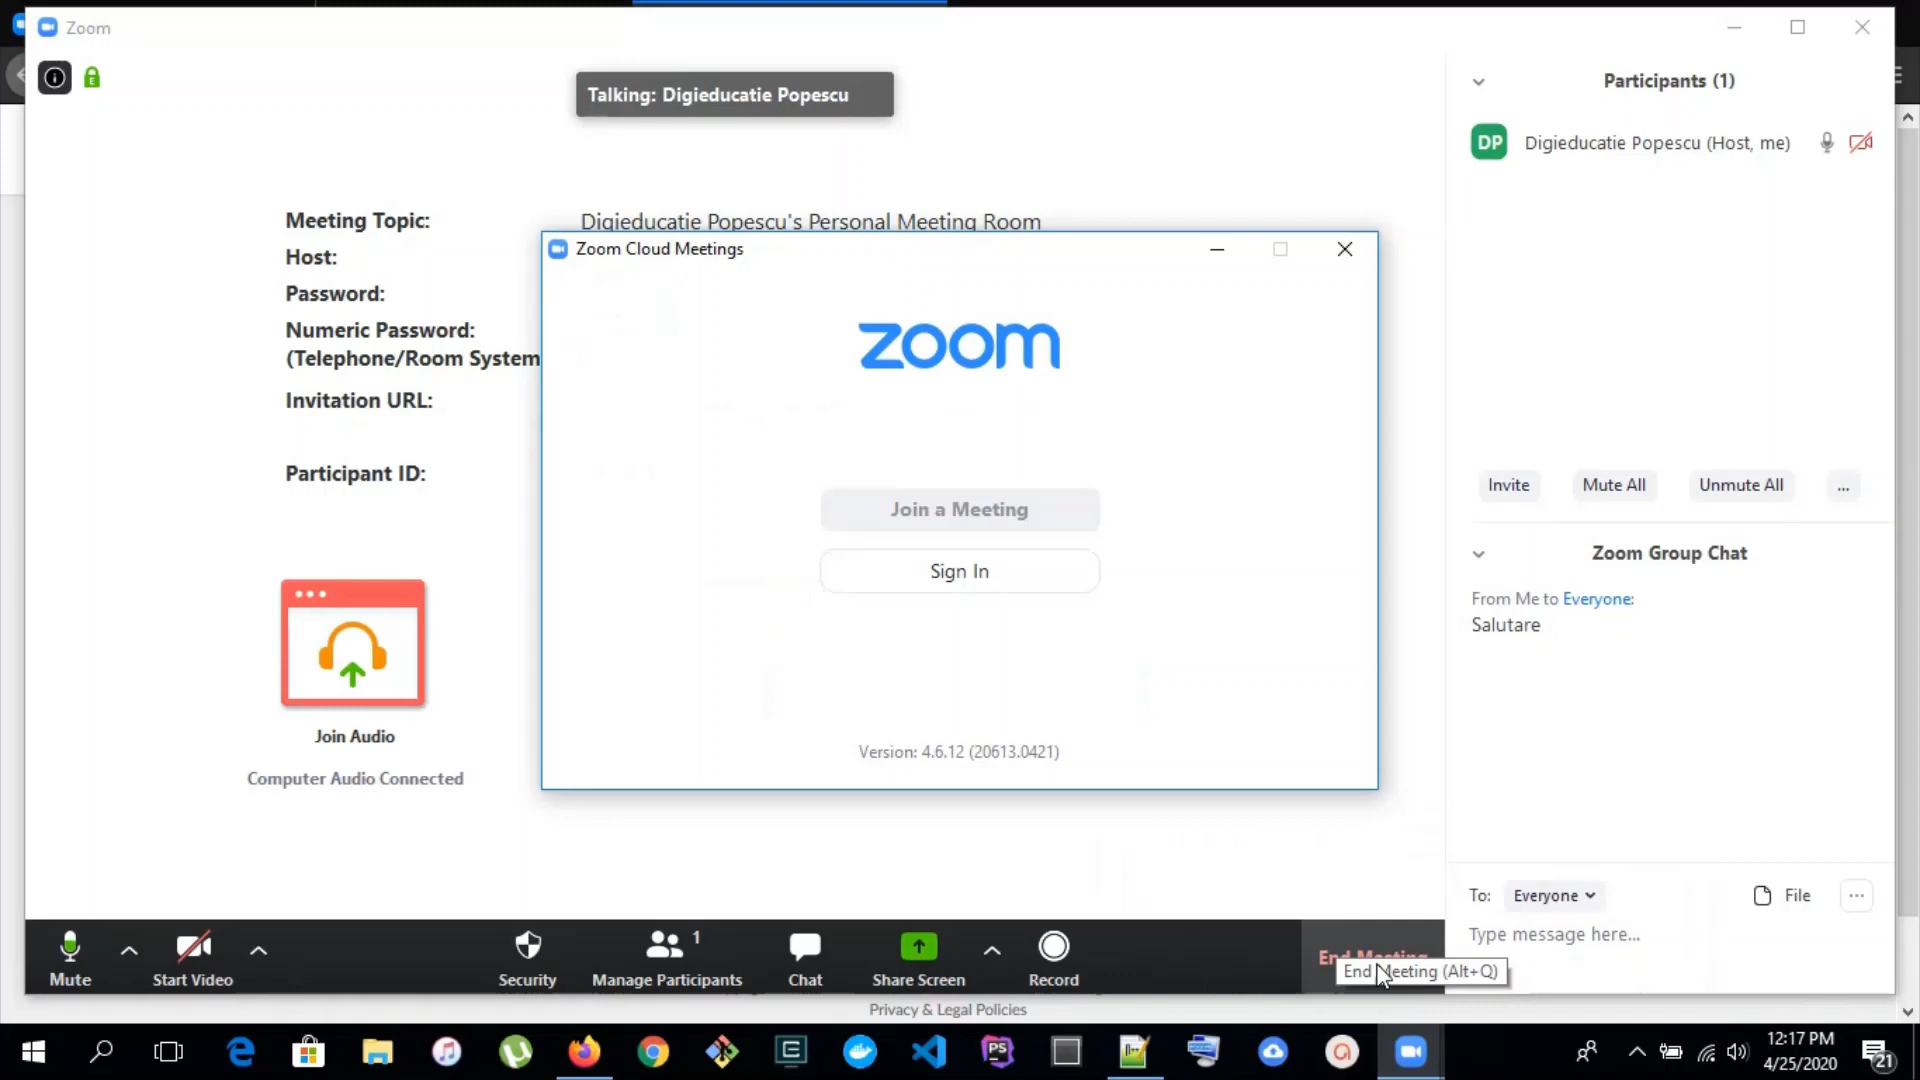 Zoom
Talking: Digieducatie Popescu
Participants (1)
DP
Digieducatie Popescu (Host, me)
Meeting Topic:
Digieducatie Popescu's Personal Meeting Room
Host:
Password:
Numeric Password:
(Telephone/Room System
Invitation URL:
Participant ID:
Zoom Cloud Meetings
zoom
Join a Meeting
Sign In
Version: 4.6.12 (20613.0421)
Invite
Mute All
Unmute All
...
Zoom Group Chat
From Me to Everyone:
Salutare
Join Audio
Computer Audio Connected
To:
Everyone
File
...
Type message here...
Mute
Start Video
Security
Manage Participants
1
Chat
Share Screen
Record
End Meeting
End Meeting (Alt+Q)
Privacy & Legal Policies
PS
12:17 PM
4/25/2020
21